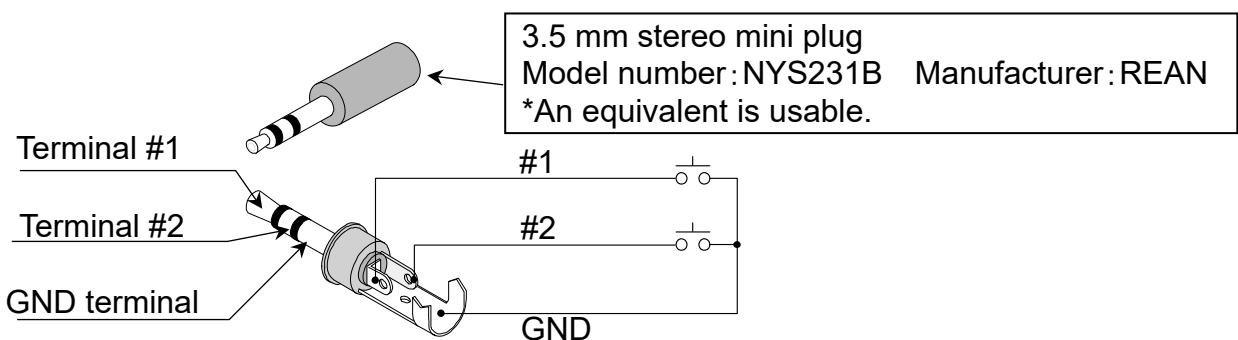 3.5 mm stereo mini plug
Model number:NYS231B Manufacturer:REAN
*An equivalent is usable.
Terminal #1
#1
Terminal #2
#2
GND terminal
GND